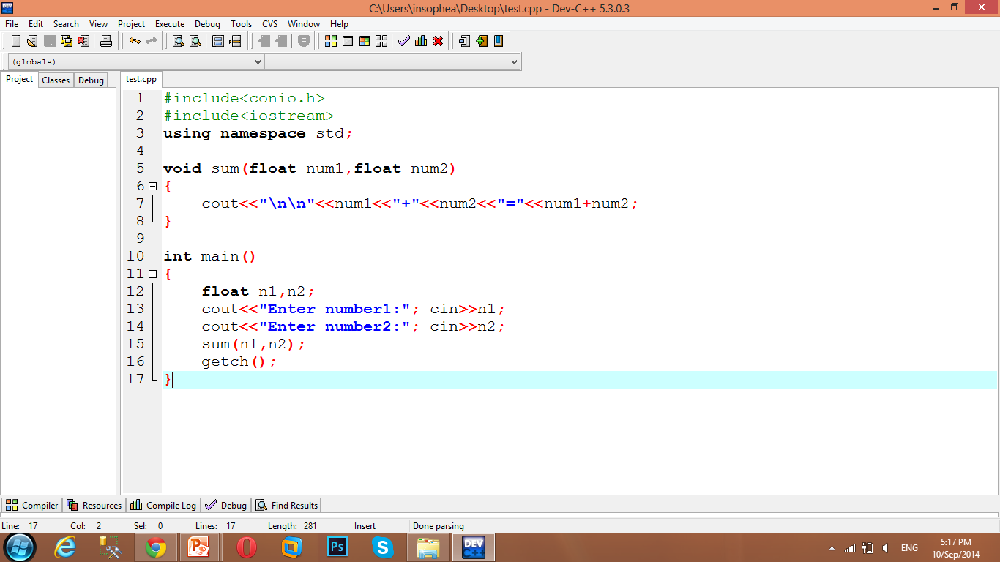 C:\Users\insophea\Desktop\test.cpp - Dev-C++ 5.3.0.3
File Edit Search View Project Execute Debug Tools CVS Window Help
(globals)
Project Classes Debug
test.cpp
1 #include<conio.h>
2 #include<iostream>
3 using namespace std;
4
5 void sum(float num1,float num2)
6 {
7 cout<<"\n\n"<<num1<<"+"<<num2<<"="<<num1+num2;
8 }
9
10 int main()
11 {
12 float n1,n2;
13 cout<<"Enter number1:"; cin>>n1;
14 cout<<"Enter number2:"; cin>>n2;
15 sum(n1,n2);
16 getch();
17 }
Compiler Resources Compile Log Debug Find Results
Line: 17 Col: 2 Sel: 0 Lines: 17 Length: 281 Insert Done parsing
Ps
S
DEV C++
ENG
5:17 PM
10/Sep/2014